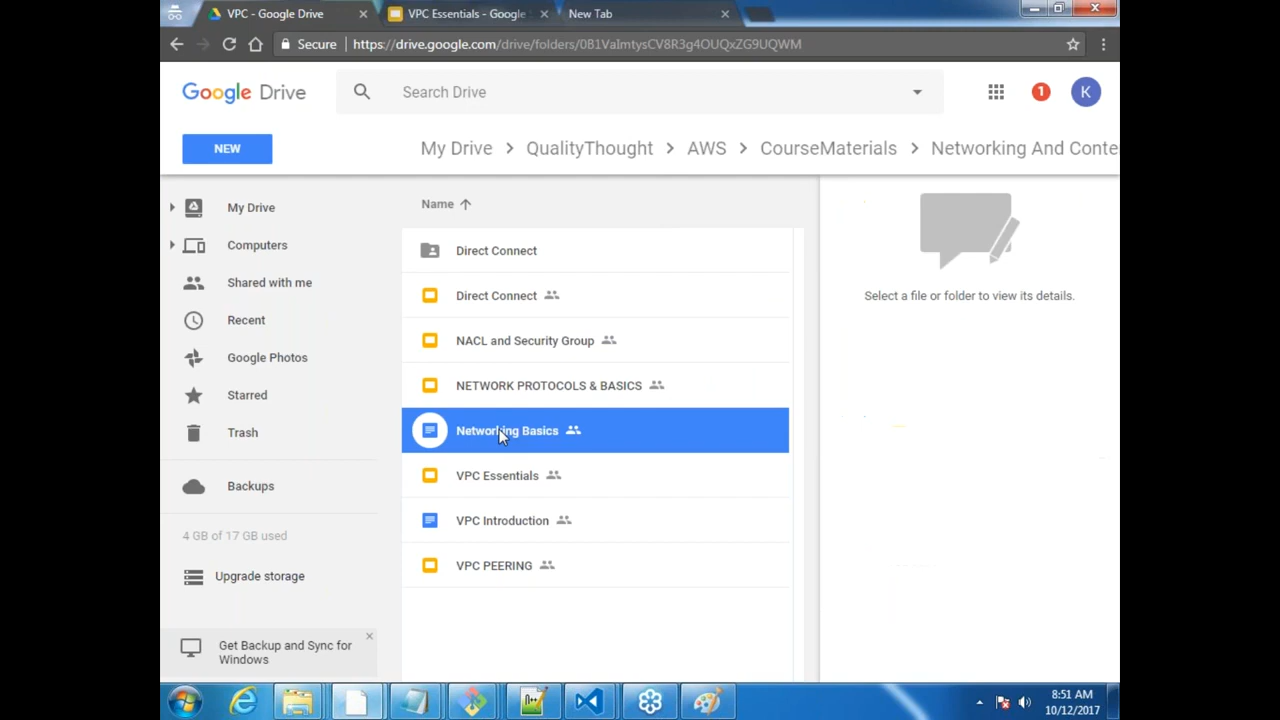 VPC - Google Drive
VPC Essentials - Google S
New Tab
Secure
https://drive.google.com/drive/folders/0B1VaImtysCV8R3g4OUQxZG9UQWM
Google Drive
Search Drive
1
K
NEW
My Drive
QualityThought
AWS
CourseMaterials
Networking And Conte
My Drive
Computers
Shared with me
Recent
Google Photos
Starred
Trash
Backups
4 GB of 17 GB used
Upgrade storage
Get Backup and Sync for
Windows
Name
Direct Connect
Direct Connect
NACL and Security Group
NETWORK PROTOCOLS & BASICS
Networking Basics
VPC Essentials
VPC Introduction
VPC PEERING
Select a file or folder to view its details.
8:51 AM
10/12/2017